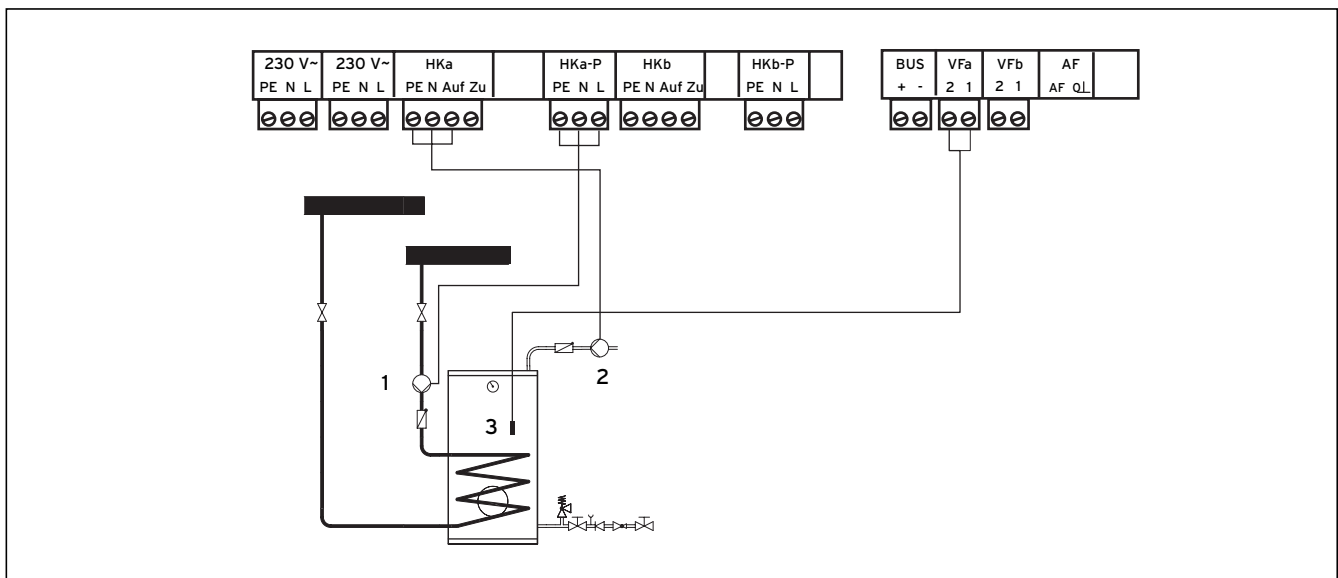 230 V~ 230 V~ HKa HKa-P HKb HKb-P BUS VFa VFb AF
PE N L PE N L PE N Auf Zu PE N L PE N Auf Zu PE N L + - 2 1 2 1 AF 0⊥
1
2
3